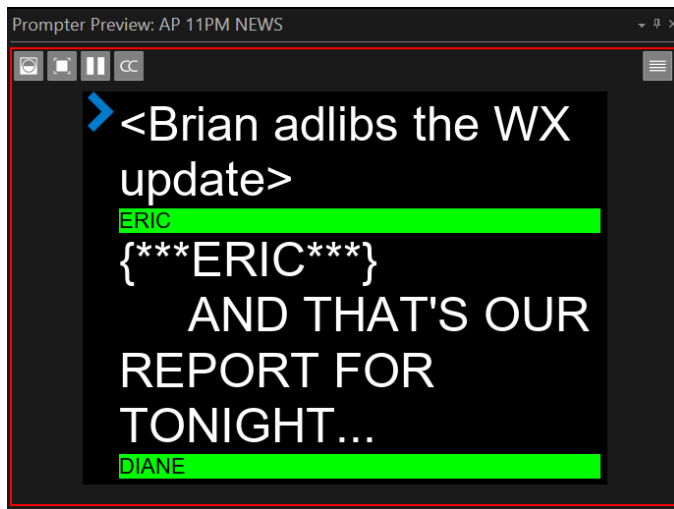 Prompter Preview: AP 11PM NEWS
CC
<Brian adlibs the WX
update>
ERIC
{***ERIC***}
AND THAT'S OUR
REPORT FOR
TONIGHT...
DIANE